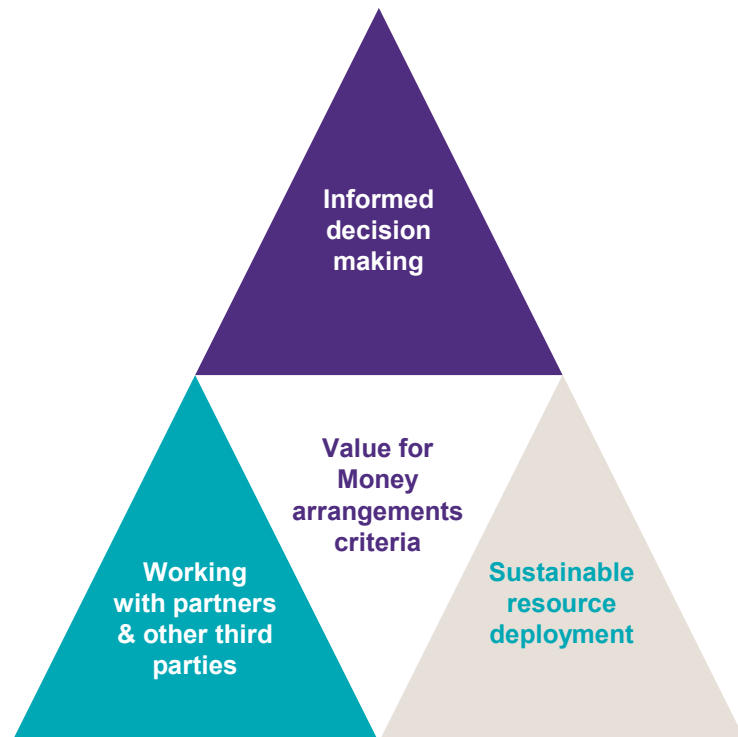 Informed
decision
making
Value for
Money
arrangements
criteria
Working
with partners
& other third
parties
Sustainable
resource
deployment